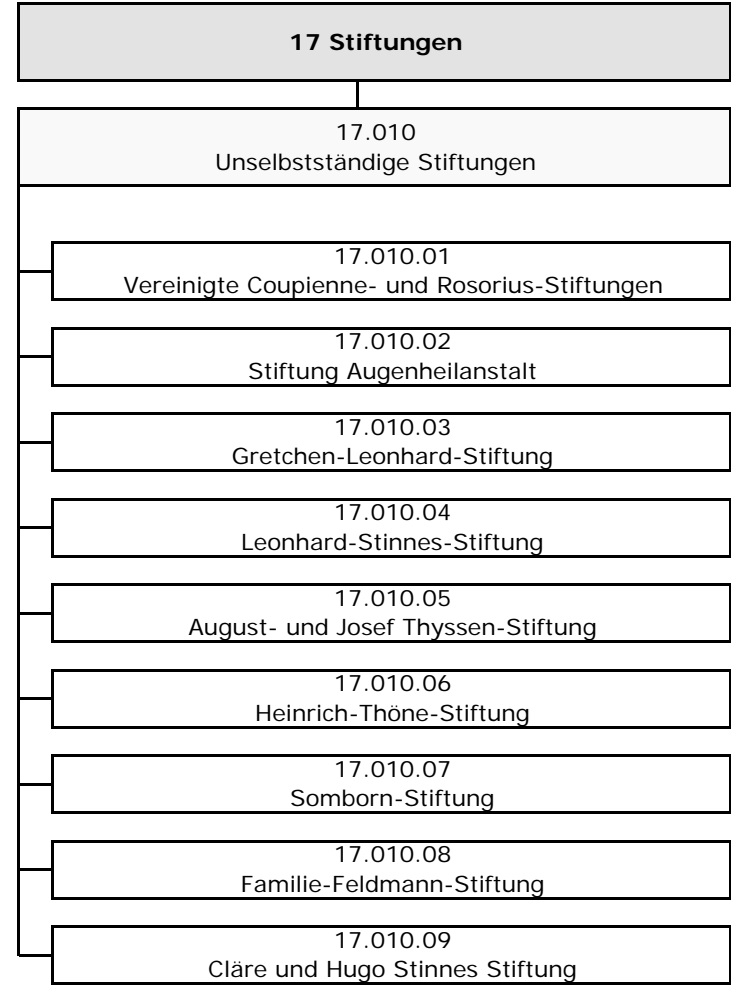 17 Stiftungen
17.010
Unselbstständige Stiftungen
17.010.01
Vereinigte Coupienne- und Rosorius-Stiftungen
17.010.02
Stiftung Augenheilanstalt
17.010.03
Gretchen-Leonhard-Stiftung
17.010.04
Leonhard-Stinnes-Stiftung
17.010.05
August- und Josef Thyssen-Stiftung
17.010.06
Heinrich-Thöne-Stiftung
17.010.07
Somborn-Stiftung
17.010.08
Familie-Feldmann-Stiftung
17.010.09
Cläre und Hugo Stinnes Stiftung